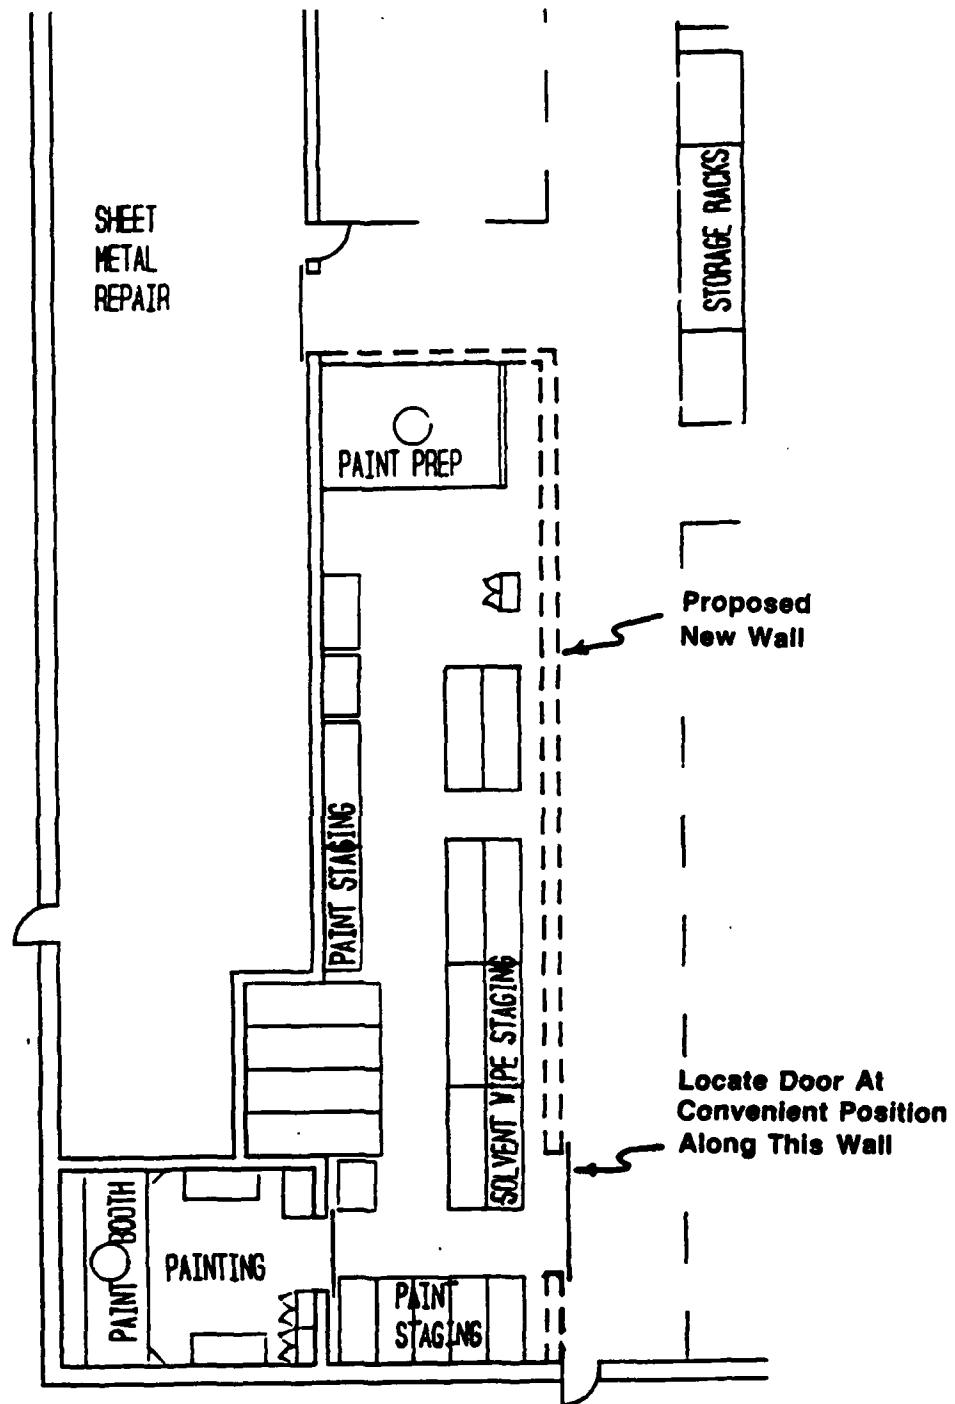 SHEET
METAL
REPAIR
STORAGE RACKS
PAINT PREP
Proposed
New Wall
PAINT STAGING
SOLVENT WIPE STAGING
Locate Door At
Convenient Position
Along This Wall
PAINT BOOTH
PAINTING
PAINT
STAGING